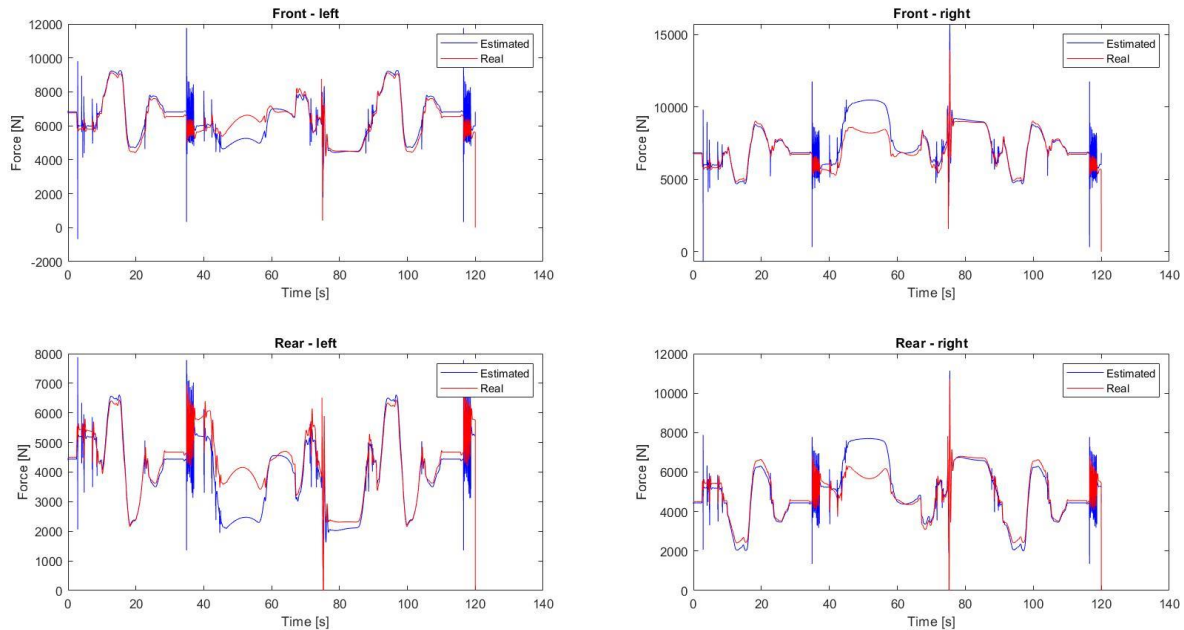 Front - left
12000
10000
8000
6000
4000
2000
0
-2000
Force [N]
Estimated
Real
0 20 40 60 80 100 120 140
Time [s]
Front - right
15000
10000
5000
0
Force [N]
Estimated
Real
0 20 40 60 80 100 120 140
Time [s]
Rear - left
8000
7000
6000
5000
4000
3000
2000
1000
0
Force [N]
Estimated
Real
0 20 40 60 80 100 120 140
Time [s]
Rear - right
12000
10000
8000
6000
4000
2000
0
Force [N]
Estimated
Real
0 20 40 60 80 100 120 140
Time [s]